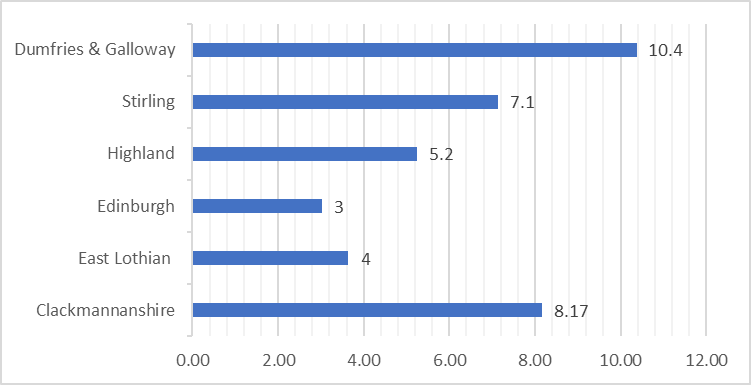 Dumfries & Galloway
10.4
Stirling
7.1
Highland
5.2
Edinburgh
3
East Lothian
4
Clackmannanshire
8.17
0.00 2.00 4.00 6.00 8.00 10.00 12.00